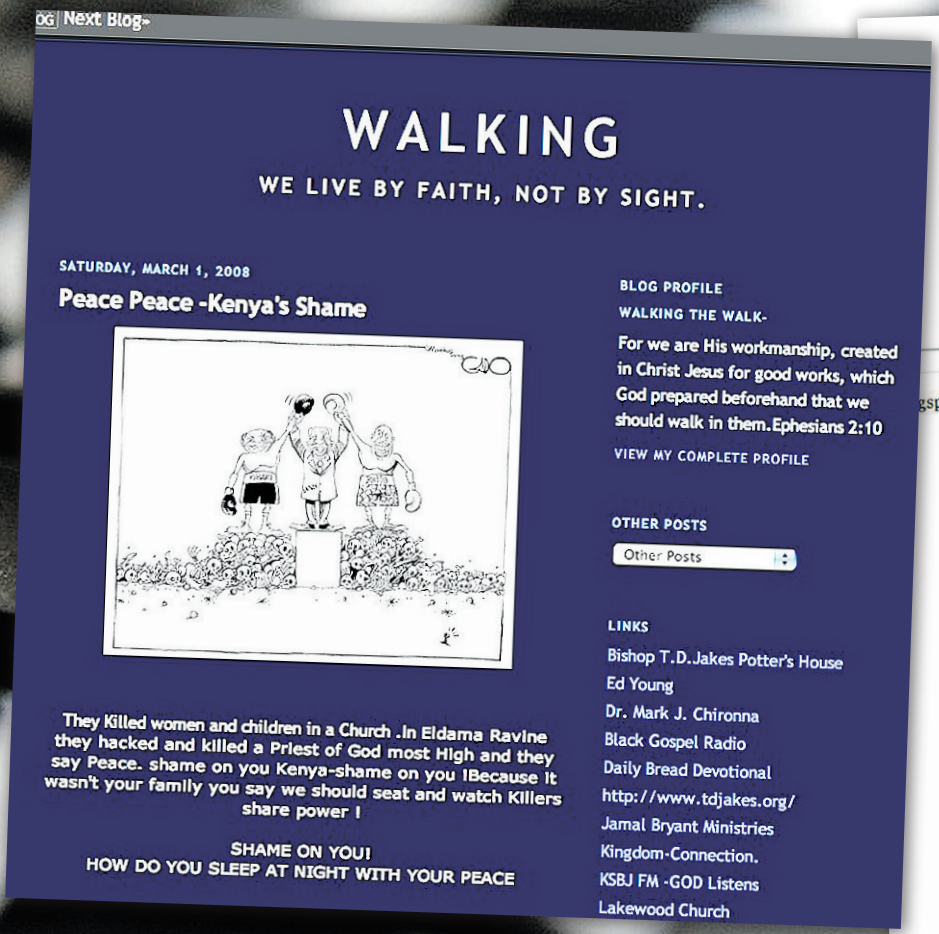 OG Next Blog»
WALKING
WE LIVE BY FAITH, NOT BY SIGHT.
SATURDAY, MARCH 1, 2008
Peace Peace -Kenya's Shame
They Killed women and children in a Church .In Eldama Ravine
they hacked and killed a Priest of God most High and they
say Peace. shame on you Kenya-shame on you !Because it
wasn't your family you say we should seat and watch Killers
share power !
SHAME ON YOU!
HOW DO YOU SLEEP AT NIGHT WITH YOUR PEACE
BLOG PROFILE
WALKING THE WALK-
For we are His workmanship, created
in Christ Jesus for good works, which
God prepared beforehand that we
should walk in them.Ephesians 2:10
VIEW MY COMPLETE PROFILE
OTHER POSTS
Other Posts
LINKS
Bishop T.D.Jakes Potter's House
Ed Young
Dr. Mark J. Chironna
Black Gospel Radio
Daily Bread Devotional
http://www.tdjakes.org/
Jamal Bryant Ministries
Kingdom-Connection.
KSBJ FM -GOD Listens
Lakewood Church
gsp